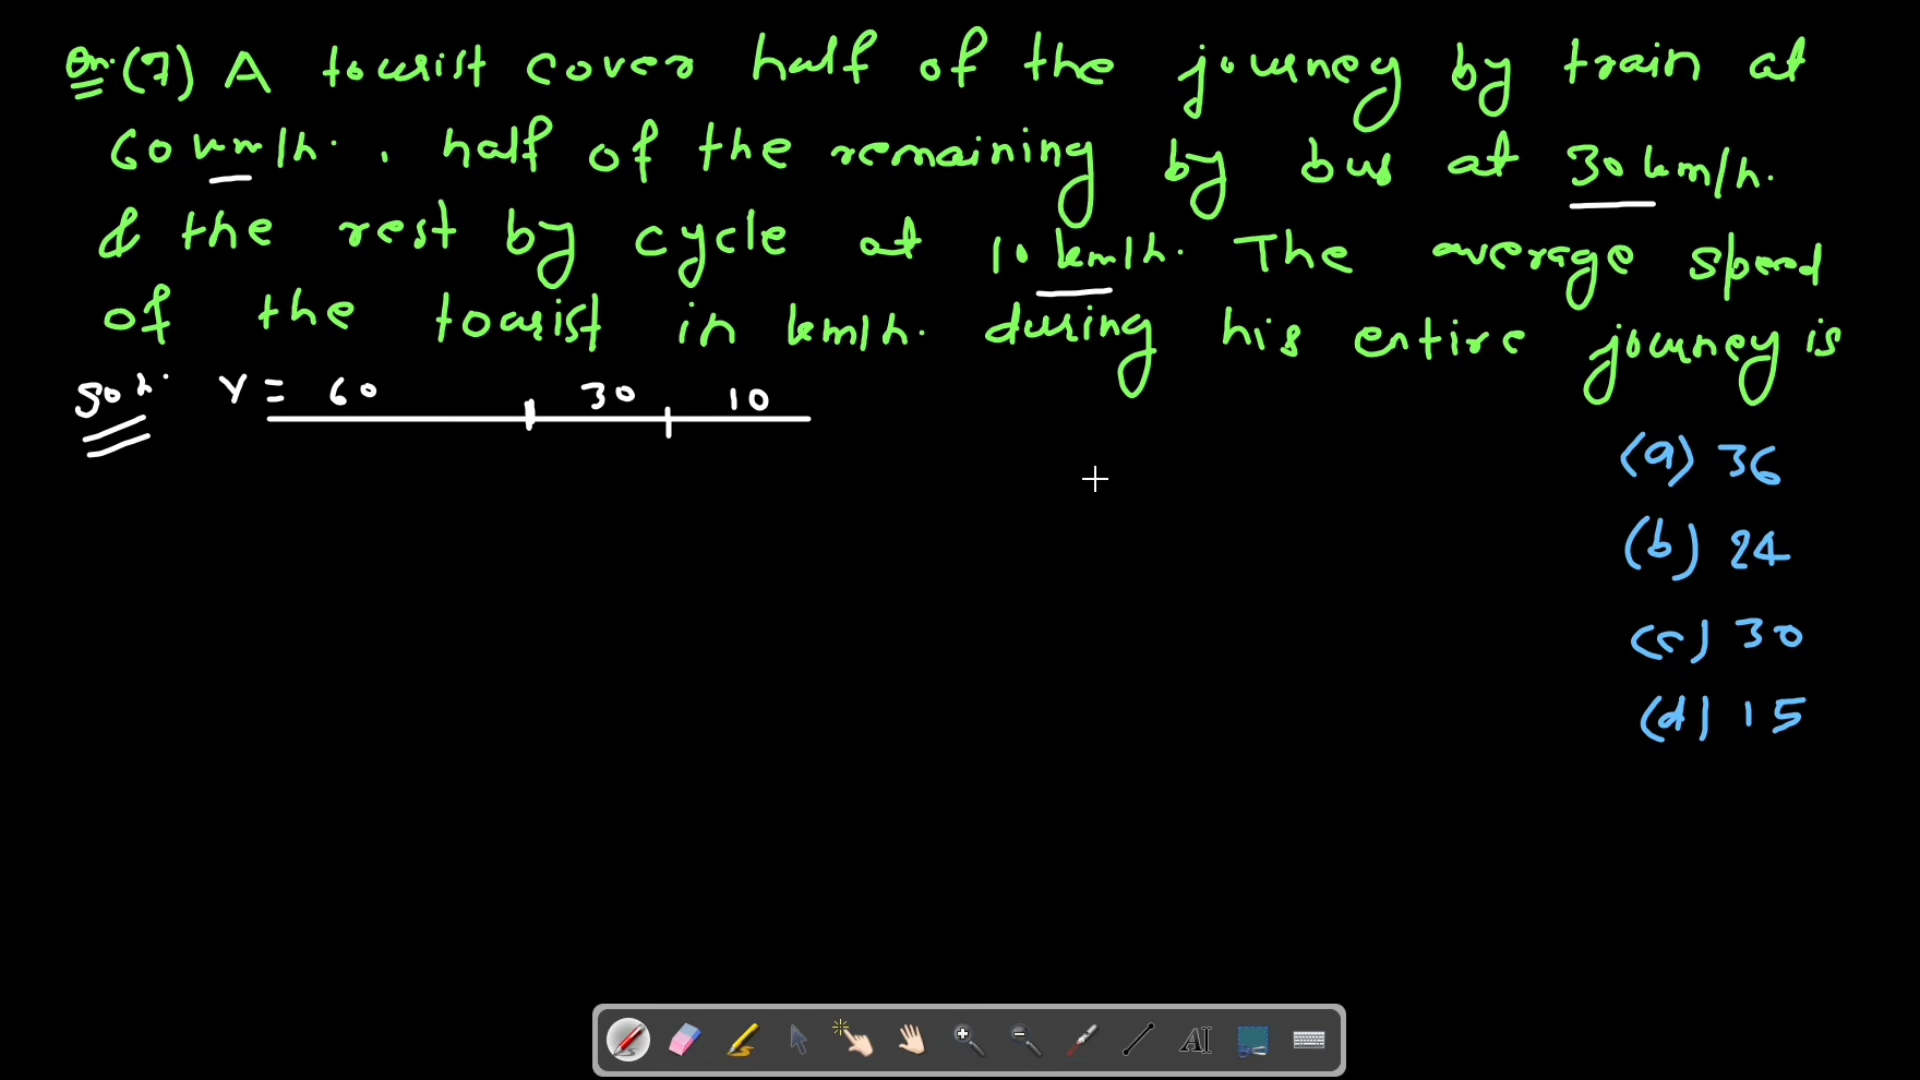 Qn. (7) A tourist cover half of the journey by train at
60 km/h. , half of the remaining by bus at 30 km/h.
& the rest by cycle at 10 km/h. The average speed
of the tourist in km/h. during his entire journey is
Soln. V = 60 30 10
(a) 36
(b) 24
(c) 30
(d) 15
AI